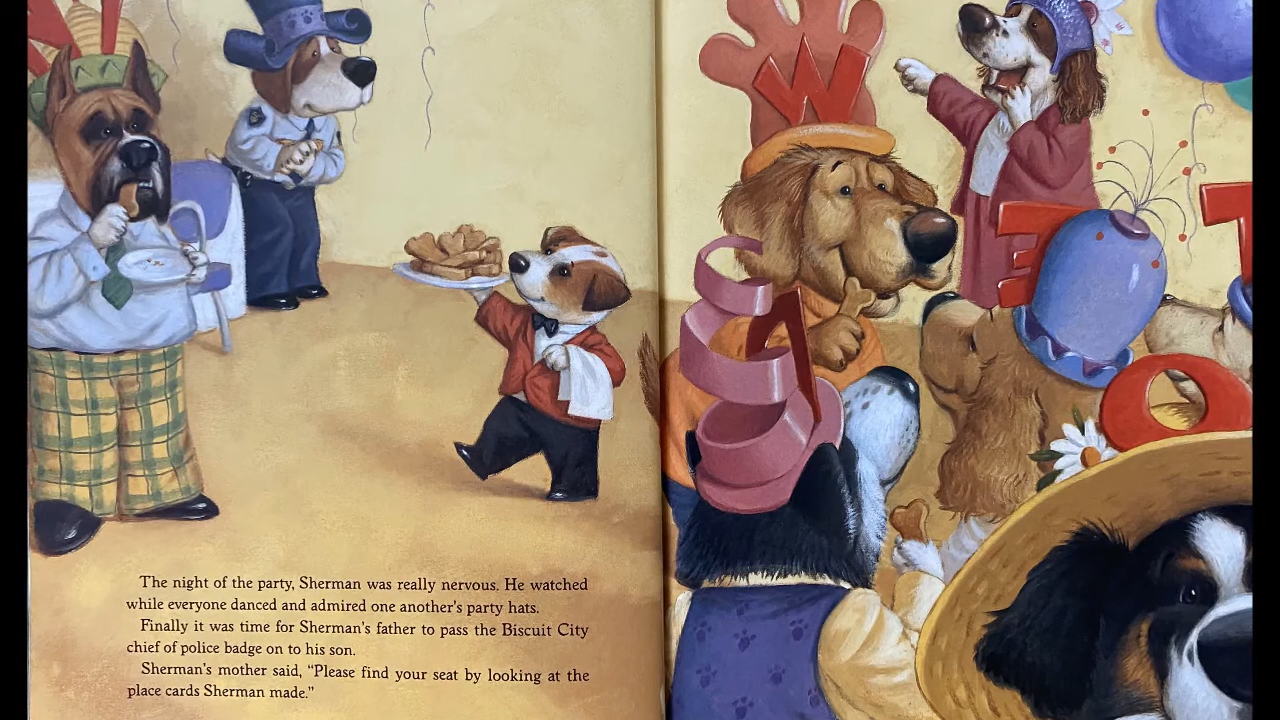 W
E
T
O
The night of the party, Sherman was really nervous. He watched
while everyone danced and admired one another's party hats.
Finally it was time for Sherman's father to pass the Biscuit City
chief of police badge on to his son.
Sherman's mother said, “Please find your seat by looking at the
place cards Sherman made.”